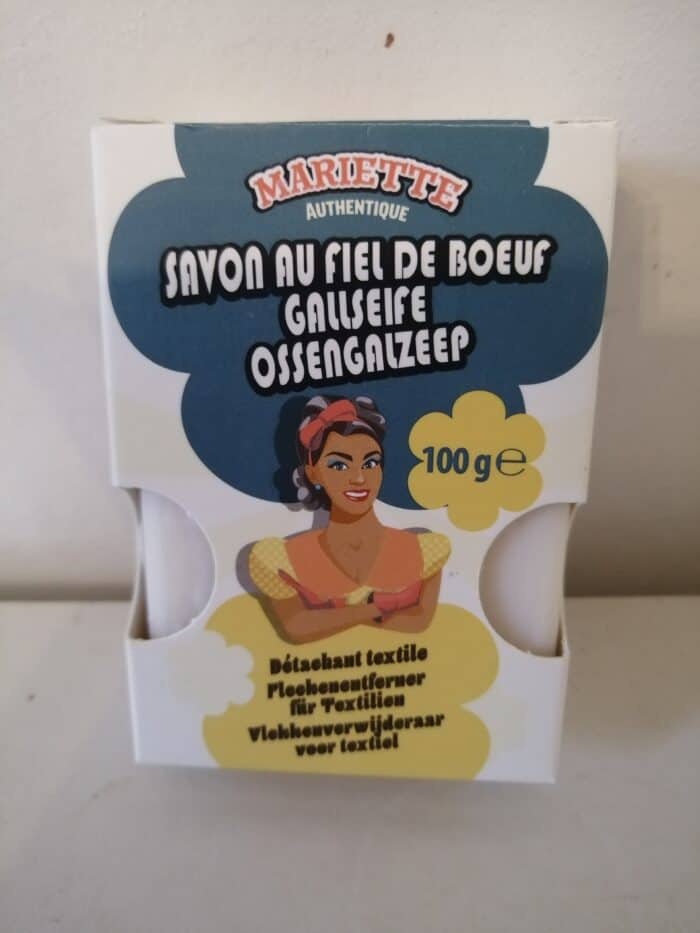 MARIETTE
AUTHENTIQUE
SAVON AU FIEL DE BOEUF
GALLSEIFE
OSSENGALZEEP
100 g ℮
Détachant textile
Fleckenentferner
für Textilien
Vlekkenverwijderaar
voor textiel